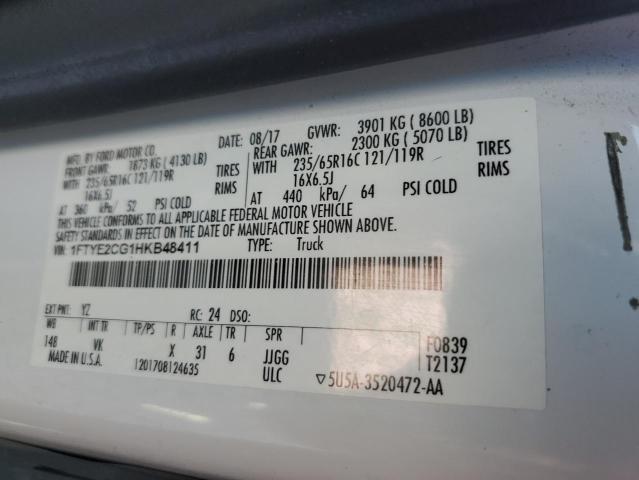 MFD. BY FORD MOTOR CO.
DATE: 08/17 GVWR: 3901 KG ( 8600 LB)
FRONT GAWR: 1873 KG ( 4130 LB)
REAR GAWR: 2300 KG ( 5070 LB)
WITH 235/65R16C 121/119R TIRES
WITH 235/65R16C 121/119R TIRES
16X6.5J RIMS
16X6.5J RIMS
AT 360 kPa/ 52 PSI COLD
AT 440 kPa/ 64 PSI COLD
THIS VEHICLE CONFORMS TO ALL APPLICABLE FEDERAL MOTOR VEHICLE
SAFETY STANDARDS IN EFFECT ON THE DATE OF MANUFACTURE SHOWN ABOVE.
VIN: 1FTYE2CG1HKB48411 TYPE: Truck
EXT PNT: YZ RC: 24 DSO:
WB INT TR TP/PS R AXLE TR SPR
148 VK X 31 6 JJGG F0839
MADE IN U.S.A. 120170812463S ULC T2137
5U5A-3520472-AA